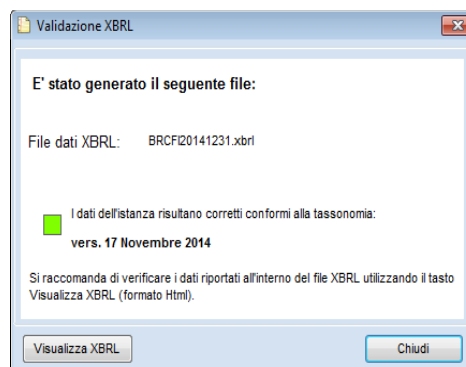 Validazione XBRL
E' stato generato il seguente file:
File dati XBRL: BRCFI20141231.xbrl
I dati dell'istanza risultano corretti conformi alla tassonomia:
vers. 17 Novembre 2014
Si raccomanda di verificare i dati riportati all'interno del file XBRL utilizzando il tasto
Visualizza XBRL (formato Html).
Visualizza XBRL Chiudi